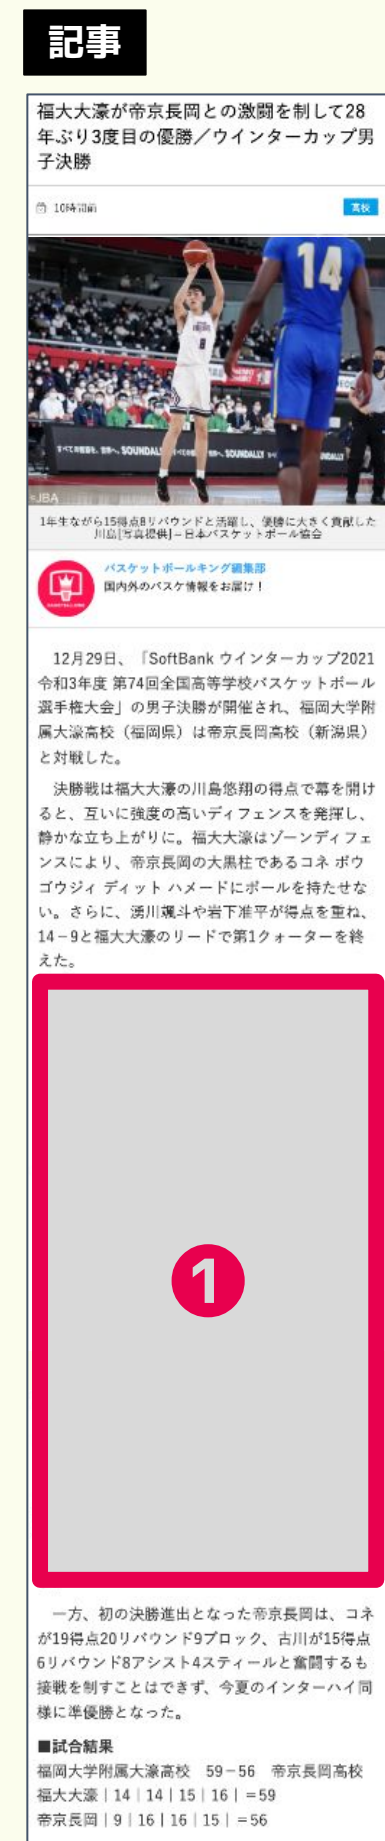 記事
福大大濠が帝京長岡との激闘を制して28
年ぶり3度目の優勝／ウインターカップ男
子決勝
10時間前
高校
14
8
SOUNDALL
SOUNDALLY
©JBA
1年生ながら15得点8リバウンドと活躍し、優勝に大きく貢献した
川島[写真提供]－日本バスケットボール協会
バスケットボールキング編集部
国内外のバスケ情報をお届け！
12月29日、「SoftBank ウインターカップ2021
令和3年度 第74回全国高等学校バスケットボール
選手権大会」の男子決勝が開催され、福岡大学附
属大濠高校（福岡県）は帝京長岡高校（新潟県）
と対戦した。
決勝戦は福大大濠の川島悠翔の得点で幕を開け
ると、互いに強度の高いディフェンスを発揮し、
静かな立ち上がりに。福大大濠はゾーンディフェ
ンスにより、帝京長岡の大黒柱であるコネ ボウ
ゴウジィ ディット ハメードにボールを持たせな
い。さらに、湧川颯斗や岩下准平が得点を重ね、
14－9と福大大濠のリードで第1クォーターを終
えた。
1
一方、初の決勝進出となった帝京長岡は、コネ
が19得点20リバウンド9ブロック、古川が15得点
6リバウンド8アシスト4スティールと奮闘するも
接戦を制すことはできず、今夏のインターハイ同
様に準優勝となった。
■試合結果
福岡大学附属大濠高校　59－56　帝京長岡高校
福大大濠｜14｜14｜15｜16｜＝59
帝京長岡｜9｜16｜16｜15｜＝56